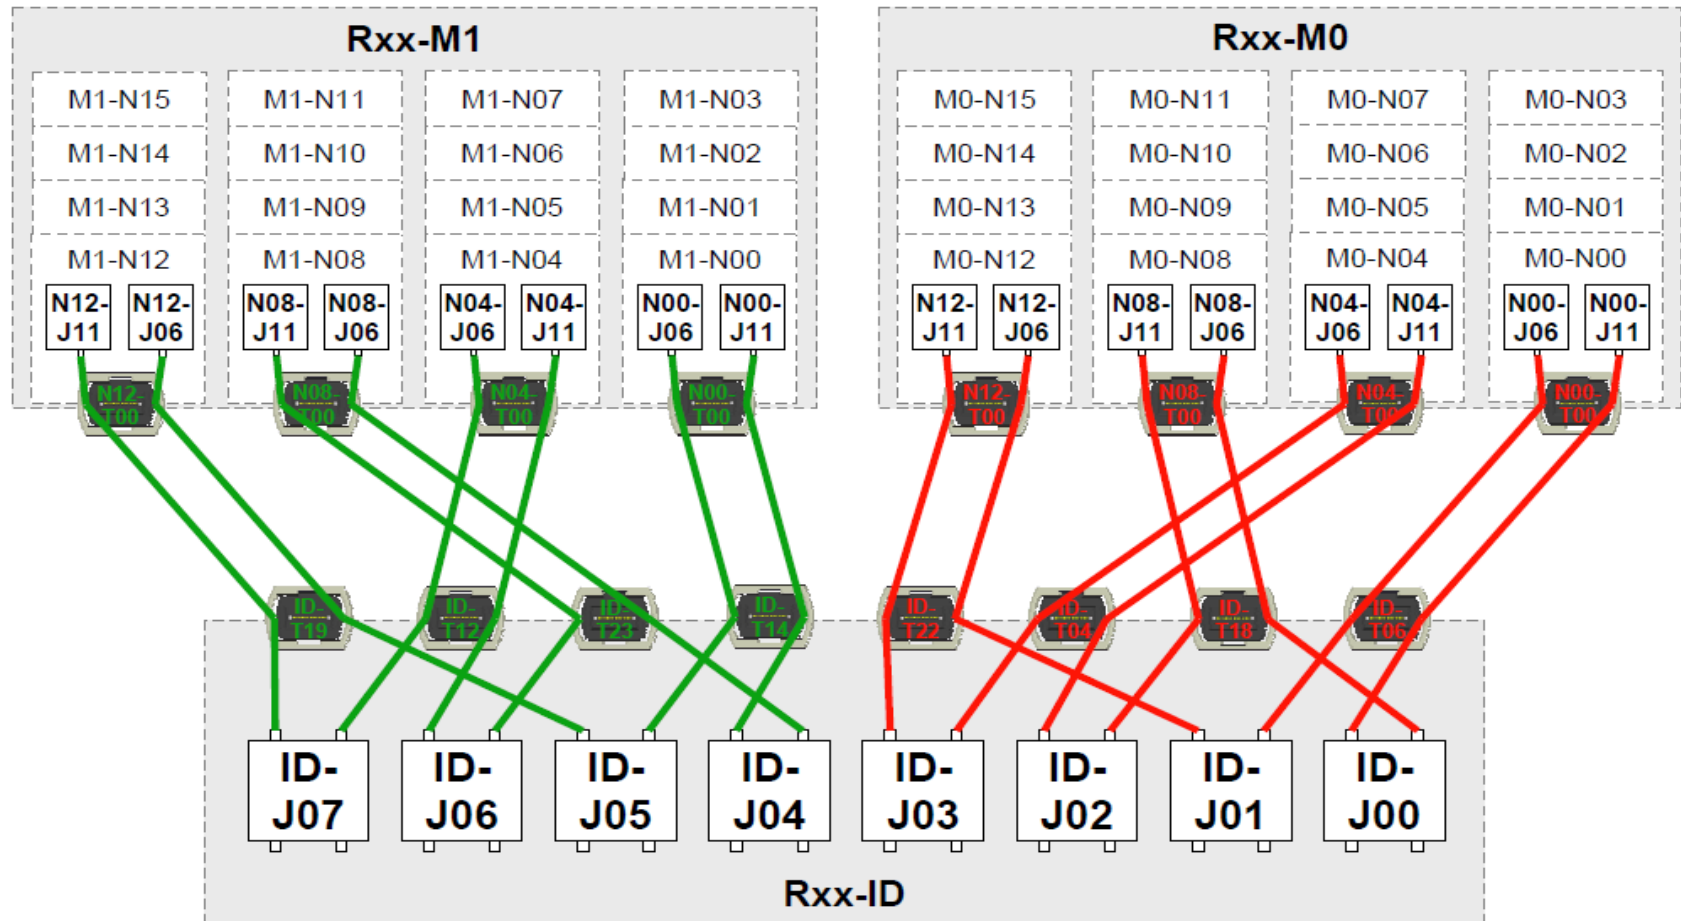 Rxx-M1 Rxx-M0
M1-N15 M1-N11 M1-N07 M1-N03 M0-N15 M0-N11 M0-N07 M0-N03
M1-N14 M1-N10 M1-N06 M1-N02 M0-N14 M0-N10 M0-N06 M0-N02
M1-N13 M1-N09 M1-N05 M1-N01 M0-N13 M0-N09 M0-N05 M0-N01
M1-N12 M1-N08 M1-N04 M1-N00 M0-N12 M0-N08 M0-N04 M0-N00
N12- N12- N08- N08- N04- N04- N00- N00- N12- N12- N08- N08- N04- N04- N00- N00-
J11 J06 J11 J06 J06 J11 J06 J11 J11 J06 J11 J06 J06 J11 J06 J11
N12- N08- N04- N00- N12- N08- N04- N00-
T00 T00 T00 T00 T00 T00 T00 T00
ID- ID- ID- ID- ID- ID- ID- ID-
T19 T12 T23 T14 T22 T04 T18 T06
ID- ID- ID- ID- ID- ID- ID- ID-
J07 J06 J05 J04 J03 J02 J01 J00
Rxx-ID